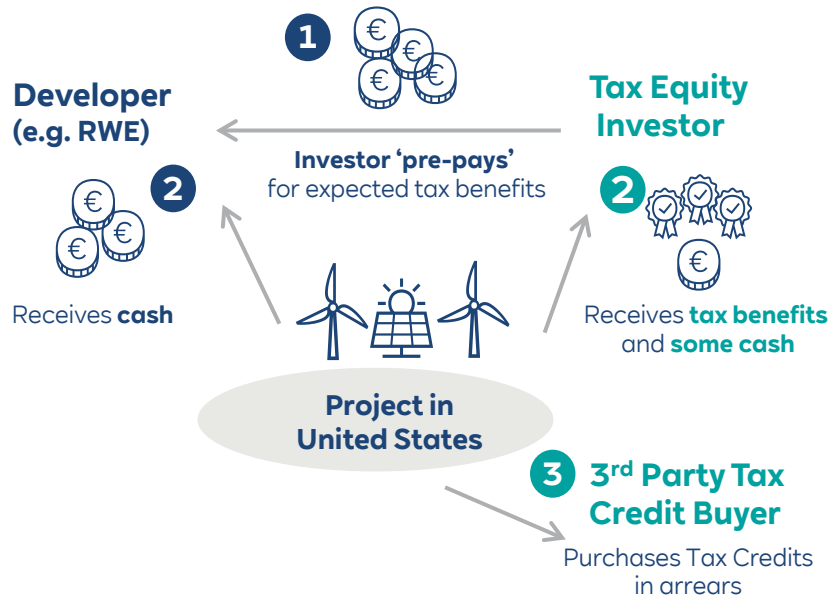 1
Developer
(e.g. RWE)
Tax Equity
Investor
Investor ‘pre-pays’
for expected tax benefits
2
Receives cash
2
Receives tax benefits
and some cash
Project in
United States
3 3rd Party Tax
Credit Buyer
Purchases Tax Credits
in arrears